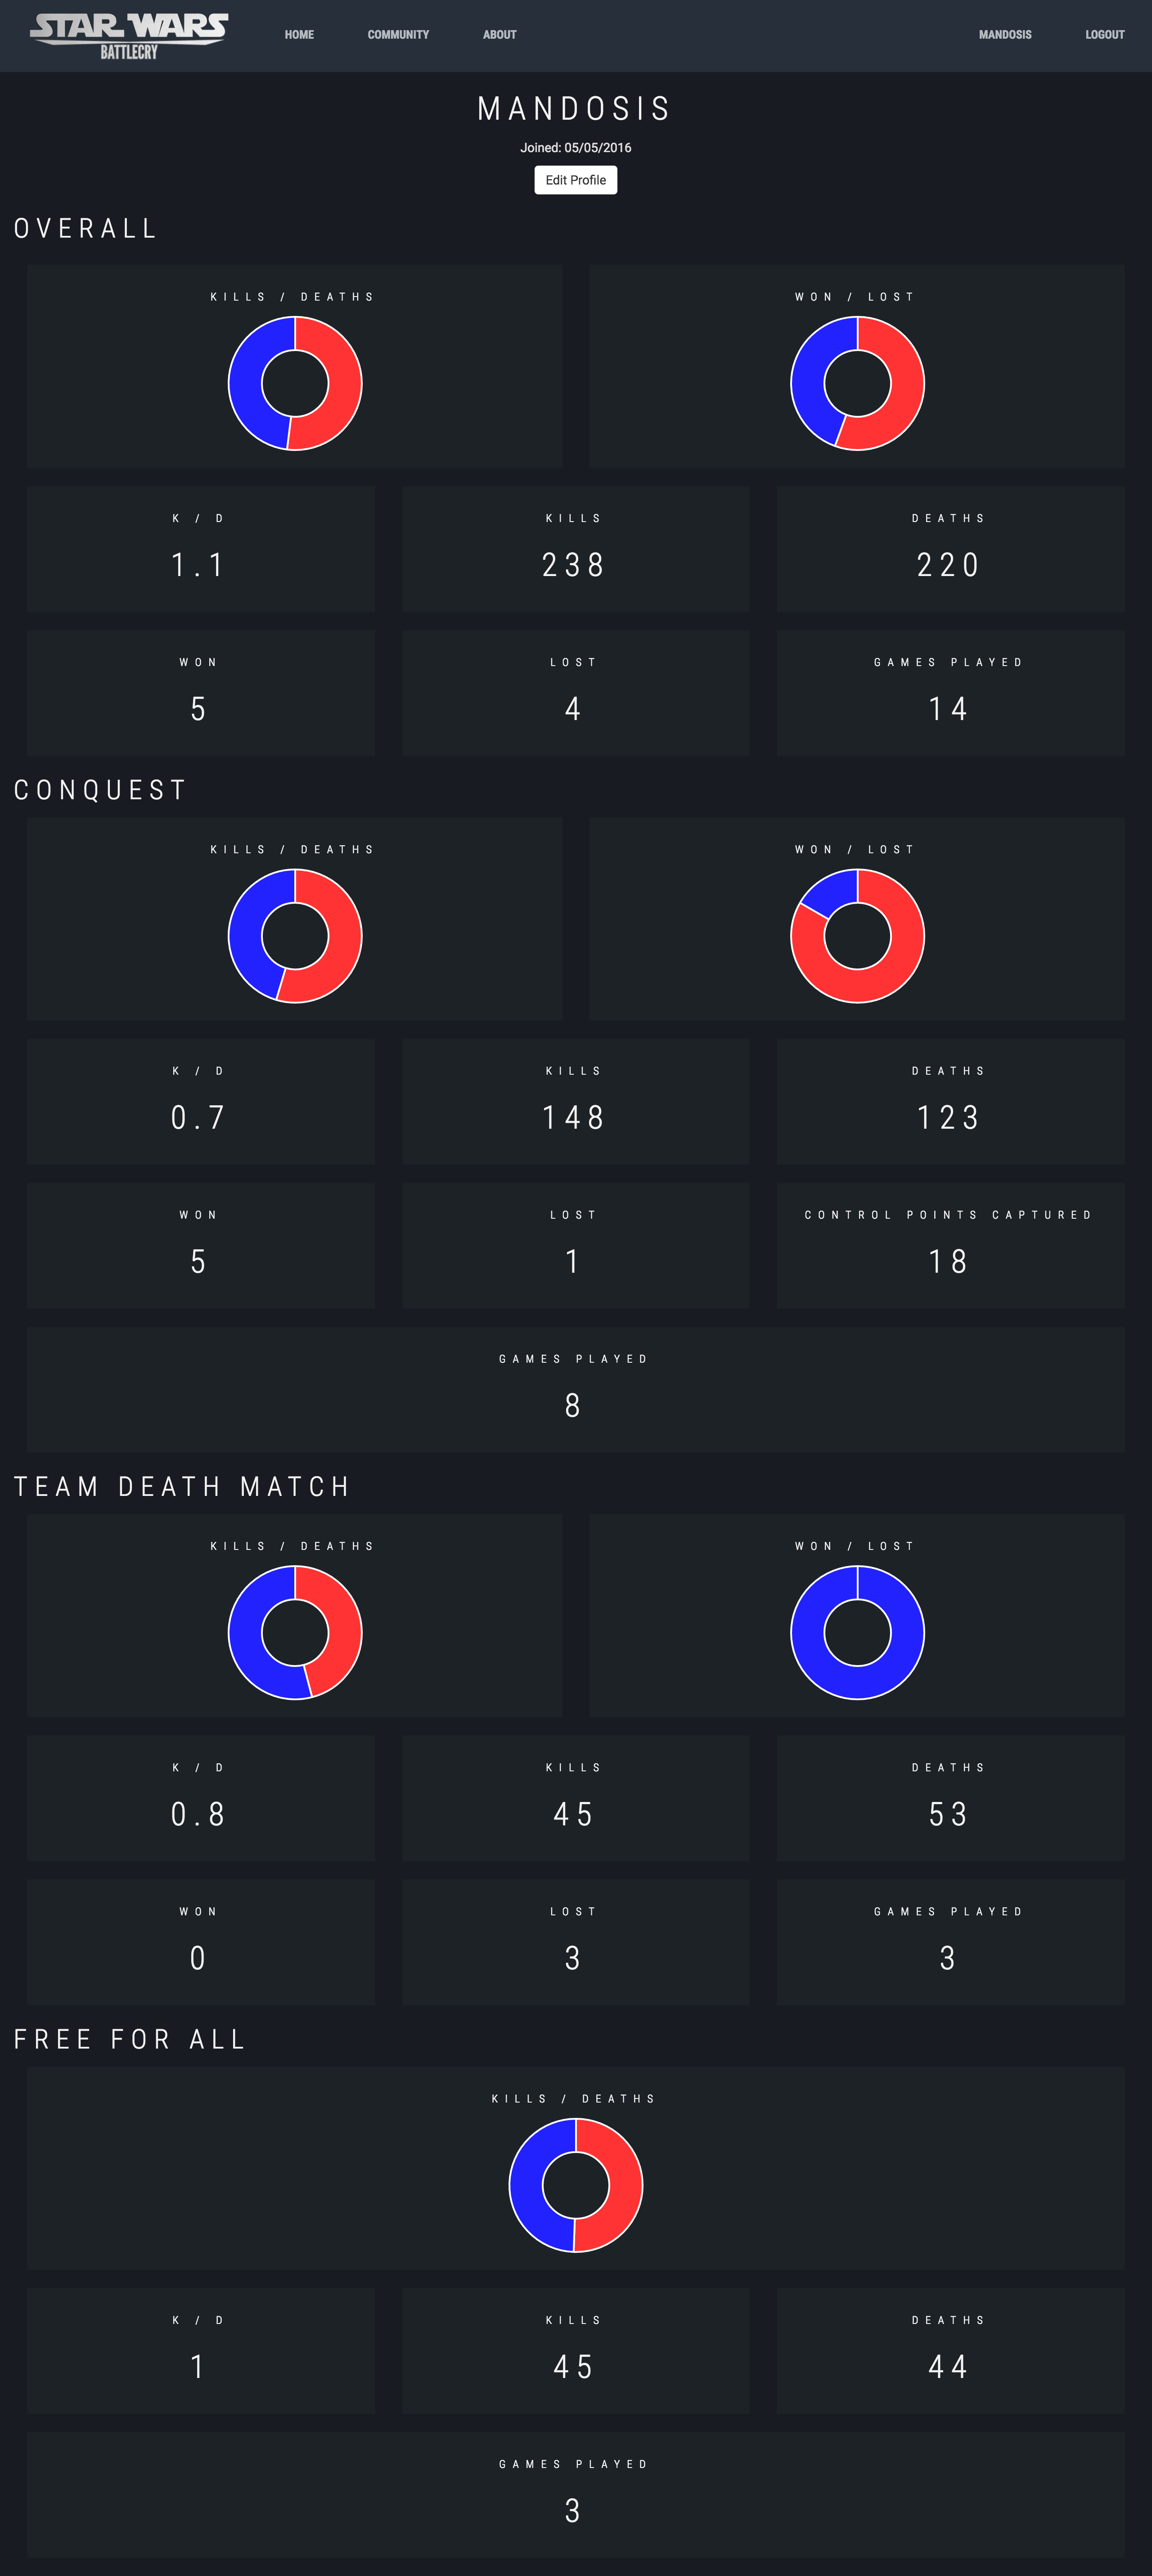 STAR WARS
BATTLECRY
HOME COMMUNITY ABOUT MANDOSIS LOGOUT
MANDOSIS
Joined: 05/05/2016
Edit Profile
OVERALL
KILLS / DEATHS WON / LOST
K / D KILLS DEATHS
1.1 238 220
WON LOST GAMES PLAYED
5 4 14
CONQUEST
KILLS / DEATHS WON / LOST
K / D KILLS DEATHS
0.7 148 123
WON LOST CONTROL POINTS CAPTURED
5 1 18
GAMES PLAYED
8
TEAM DEATH MATCH
KILLS / DEATHS WON / LOST
K / D KILLS DEATHS
0.8 45 53
WON LOST GAMES PLAYED
0 3 3
FREE FOR ALL
KILLS / DEATHS
K / D KILLS DEATHS
1 45 44
GAMES PLAYED
3